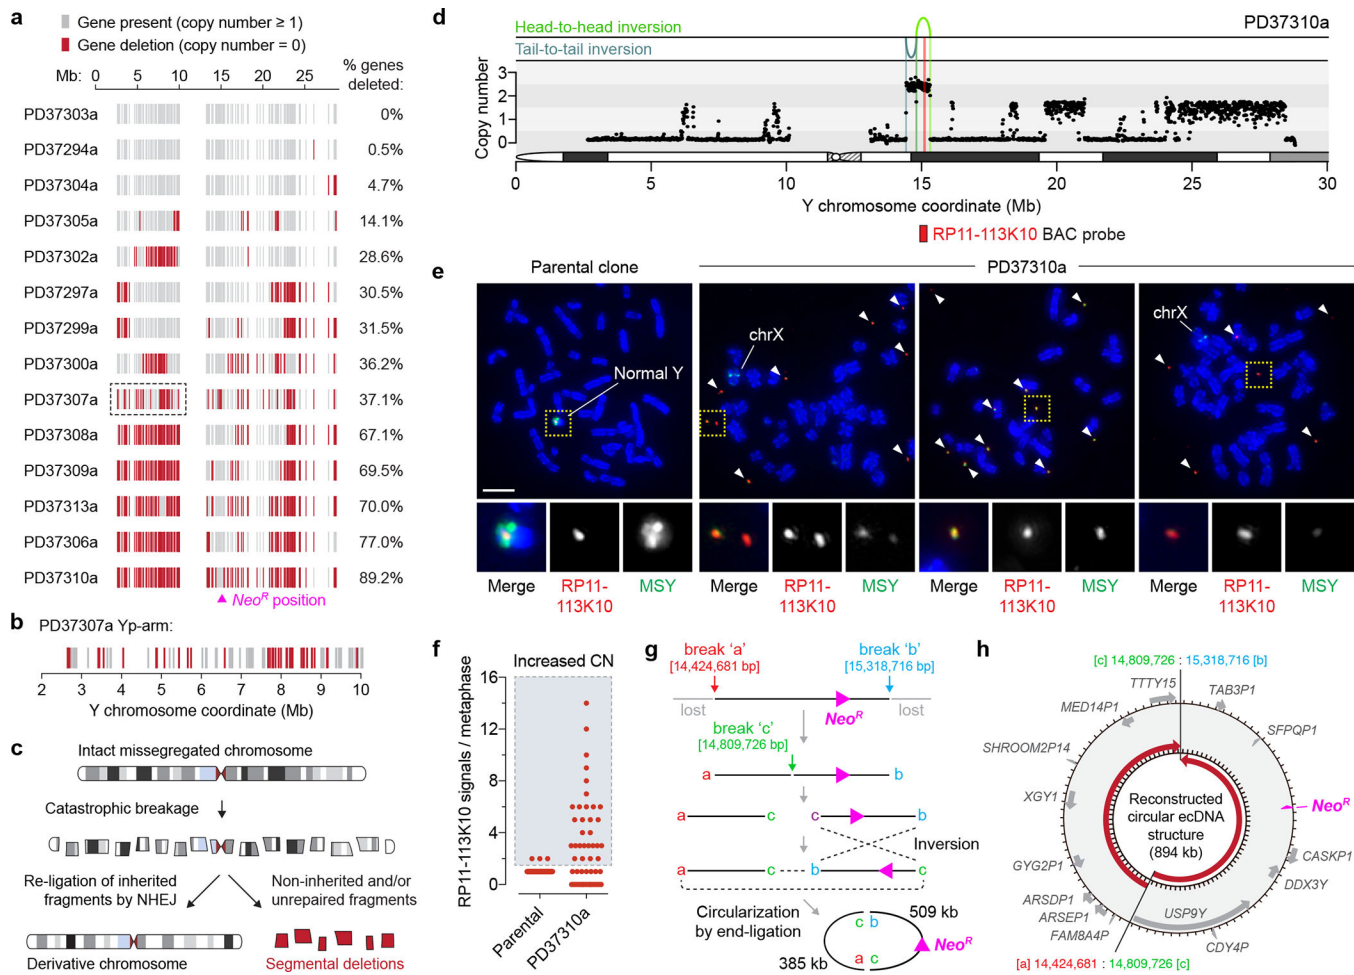 a
Gene present (copy number ≥ 1)
Gene deletion (copy number = 0)
Mb: 0 5 10 15 20 25
% genes
deleted:
PD37303a 0%
PD37294a 0.5%
PD37304a 4.7%
PD37305a 14.1%
PD37302a 28.6%
PD37297a 30.5%
PD37299a 31.5%
PD37300a 36.2%
PD37307a 37.1%
PD37308a 67.1%
PD37309a 69.5%
PD37313a 70.0%
PD37306a 77.0%
PD37310a 89.2%
NeoR position
b
PD37307a Yp-arm:
2 3 4 5 6 7 8 9 10
Y chromosome coordinate (Mb)
c
Intact missegregated chromosome
Catastrophic breakage
Re-ligation of inherited
fragments by NHEJ
Non-inherited and/or
unrepaired fragments
Derivative chromosome
Segmental deletions
d
Head-to-head inversion
PD37310a
Tail-to-tail inversion
Copy number
3
2
1
0
0 5 10 15 20 25 30
Y chromosome coordinate (Mb)
RP11-113K10 BAC probe
e
Parental clone
PD37310a
Normal Y
chrX
chrX
Merge RP11-113K10 MSY
Merge RP11-113K10 MSY
Merge RP11-113K10 MSY
Merge RP11-113K10 MSY
f
Increased CN
RP11-113K10 signals / metaphase
16
14
12
10
8
6
4
2
0
Parental
PD37310a
g
break 'a'
[14,424,681 bp]
break 'b'
[15,318,716 bp]
lost
NeoR
lost
break 'c'
[14,809,726 bp]
a b
a c c b
Inversion
a c b c
Circularization
by end-ligation
509 kb
c b
NeoR
a c
385 kb
h
[c] 14,809,726 : 15,318,716 [b]
TTTY15
TAB3P1
MED14P1
SFPQP1
SHROOM2P14
XGY1
NeoR
Reconstructed
circular ecDNA
structure
(894 kb)
GYG2P1
CASKP1
DDX3Y
ARSDP1
ARSEP1
USP9Y
FAM8A4P
CDY4P
[a] 14,424,681 : 14,809,726 [c]